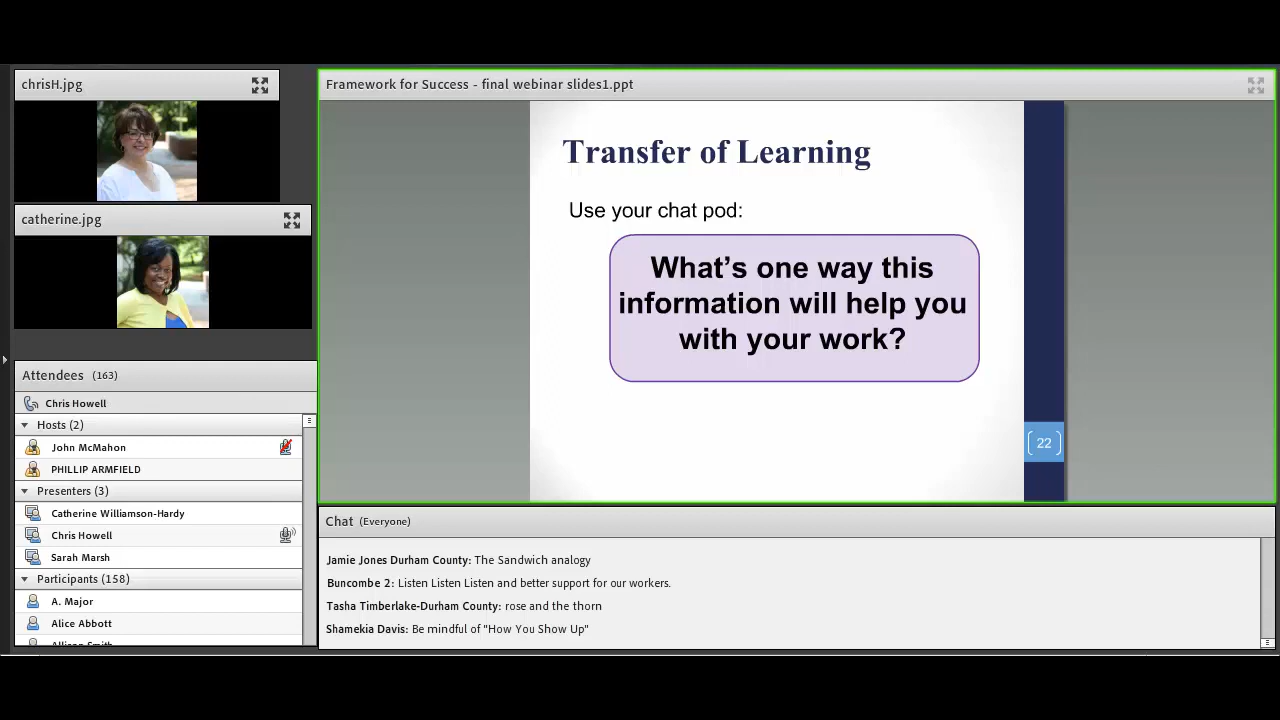 chrisH.jpg
catherine.jpg
Attendees (163)
Chris Howell
Hosts (2)
John McMahon
PHILLIP ARMFIELD
Presenters (3)
Catherine Williamson-Hardy
Chris Howell
Sarah Marsh
Participants (158)
A. Major
Alice Abbott
Allison Smith
Framework for Success - final webinar slides1.ppt
Transfer of Learning
Use your chat pod:
What's one way this
information will help you
with your work?
22
Chat (Everyone)
Jamie Jones Durham County: The Sandwich analogy
Buncombe 2: Listen Listen Listen and better support for our workers.
Tasha Timberlake-Durham County: rose and the thorn
Shamekia Davis: Be mindful of "How You Show Up"